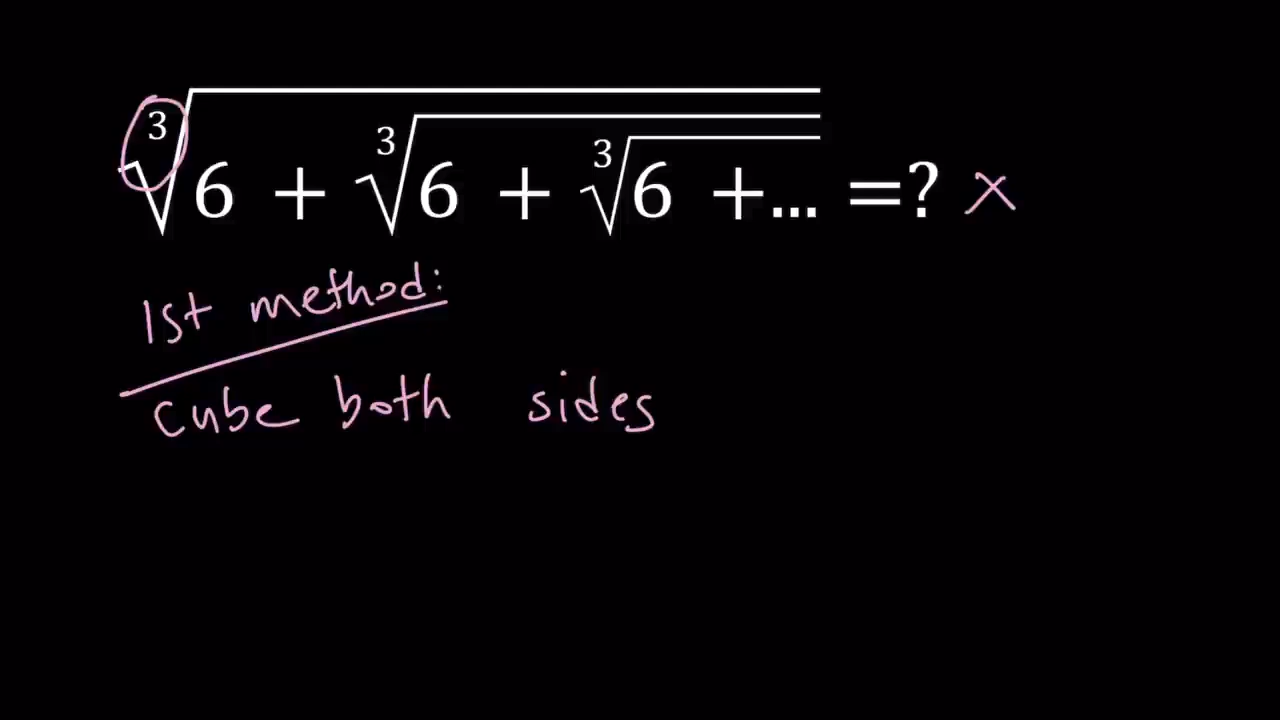 ∛6 + ∛6 + ∛6 +... =? x
1st method:
cube both sides